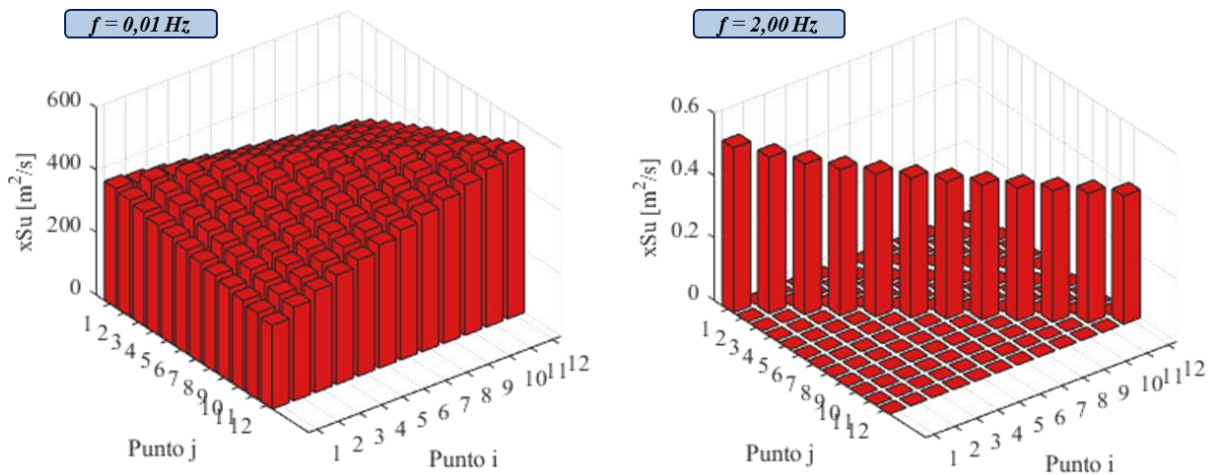 f = 0,01 Hz
xSu [m²/s]
600
400
200
0
1 2 3 4 5 6 7 8 9 10 11 12
Punto j
1 2 3 4 5 6 7 8 9 10 11 12
Punto i
f = 2,00 Hz
xSu [m²/s]
0.6
0.4
0.2
0
1 2 3 4 5 6 7 8 9 10 11 12
Punto j
1 2 3 4 5 6 7 8 9 10 11 12
Punto i